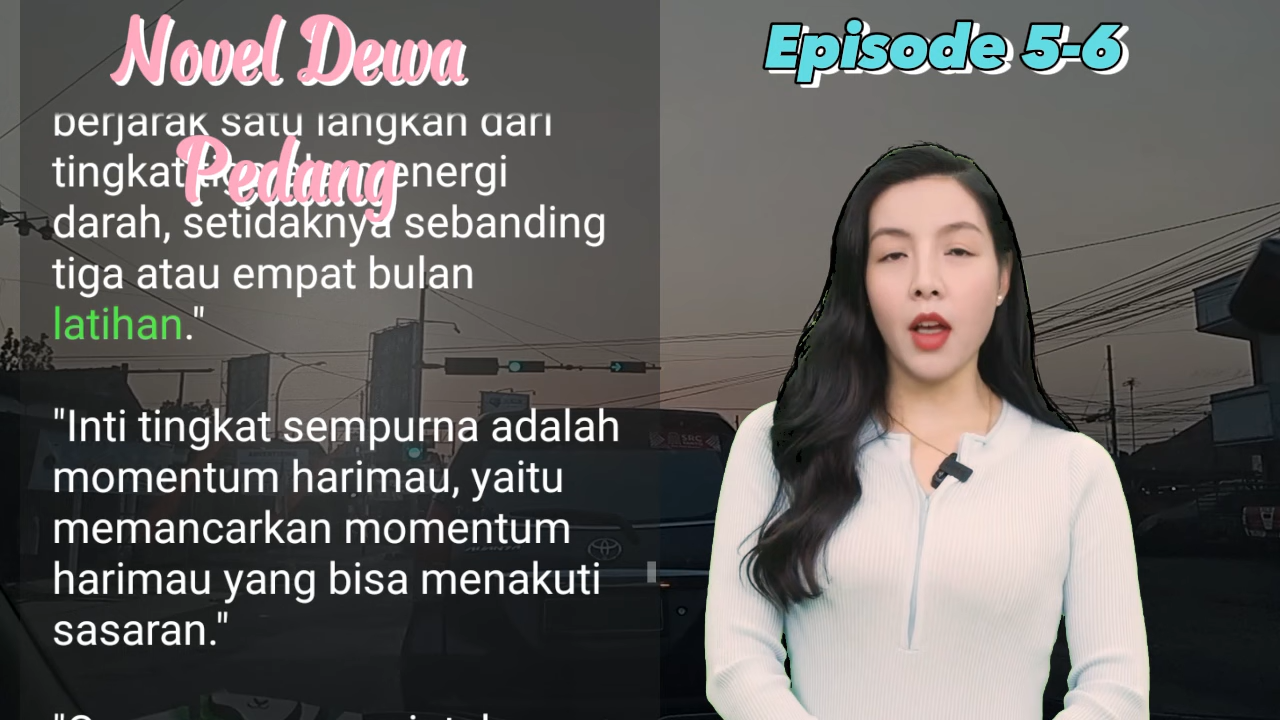 Novel Dewa
Pedang
Episode 5-6
berjarak satu langkah dari
tingkat energi
darah, setidaknya sebanding
tiga atau empat bulan
latihan."
"Inti tingkat sempurna adalah
momentum harimau, yaitu
memancarkan momentum
harimau yang bisa menakuti
sasaran."